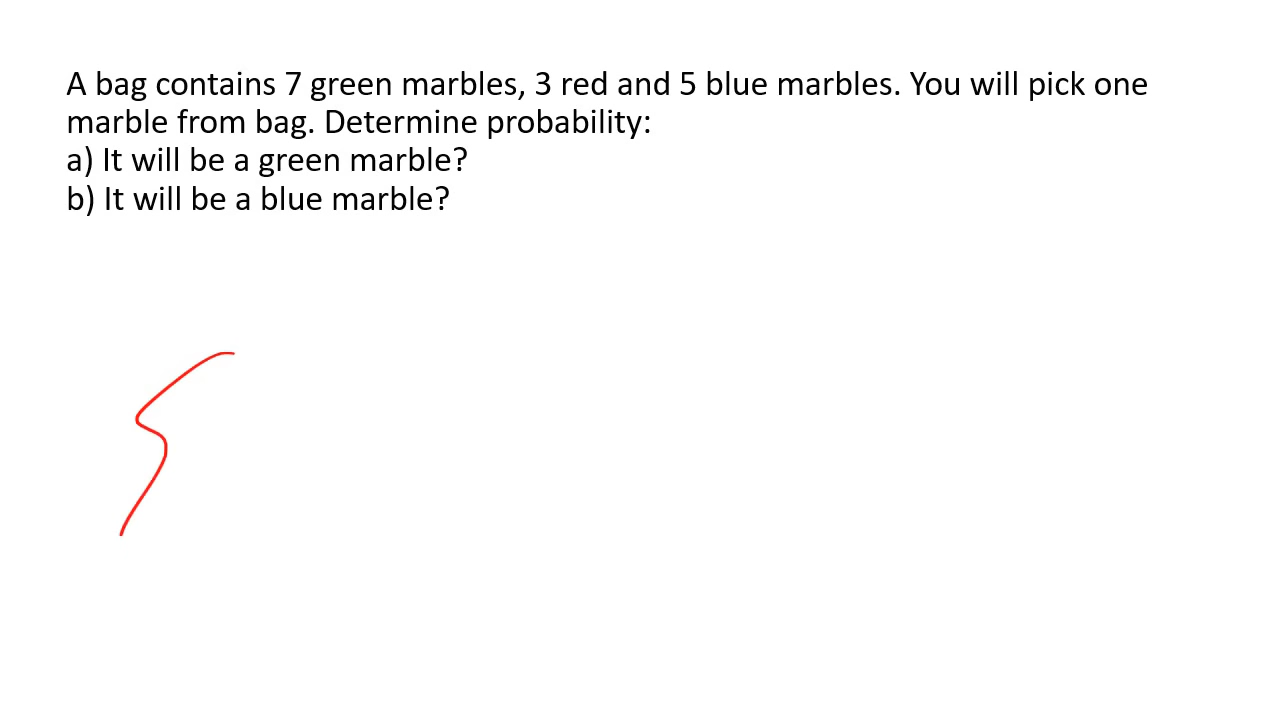 A bag contains 7 green marbles, 3 red and 5 blue marbles. You will pick one
marble from bag. Determine probability:
a) It will be a green marble?
b) It will be a blue marble?